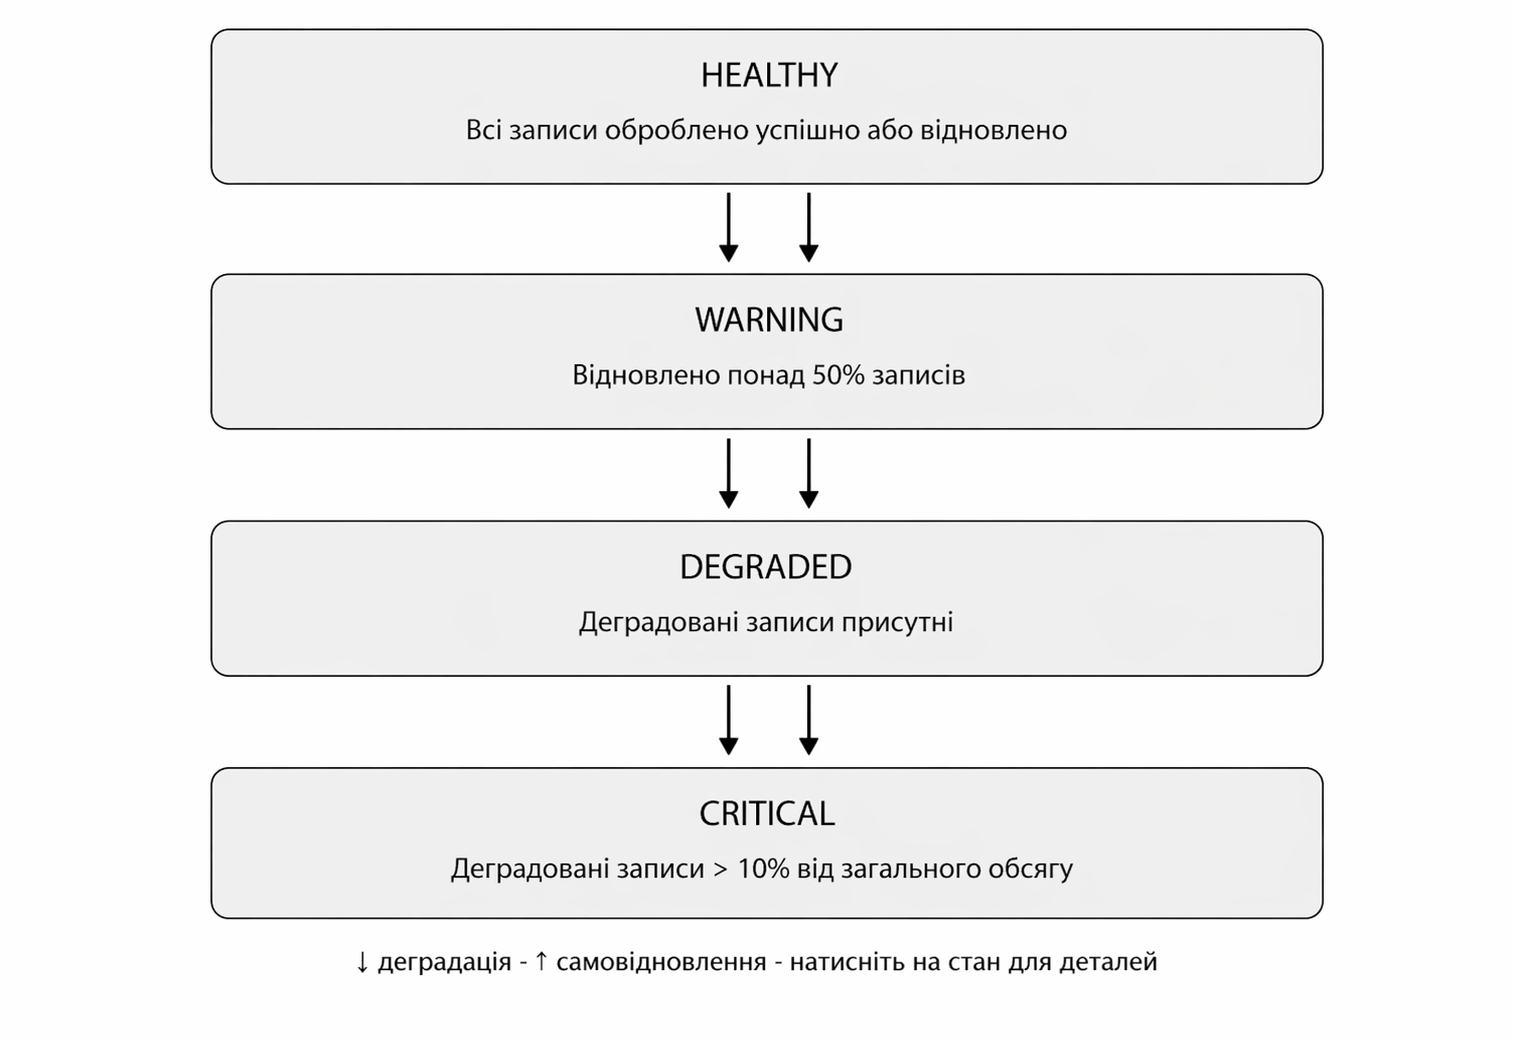 HEALTHY
Всі записи оброблено успішно або відновлено
WARNING
Відновлено понад 50% записів
DEGRADED
Деградовані записи присутні
CRITICAL
Деградовані записи > 10% від загального обсягу
↓ деградація - ↑ самовідновлення - натисніть на стан для деталей